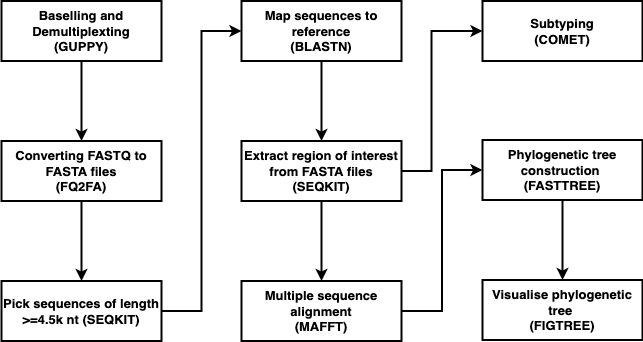 Baselling and
Demultiplexting
(GUPPY)
Converting FASTQ to
FASTA files
(FQ2FA)
Pick sequences of length
>=4.5k nt (SEQKIT)
Map sequences to
reference
(BLASTN)
Extract region of interest
from FASTA files
(SEQKIT)
Multiple sequence
alignment
(MAFFT)
Subtyping
(COMET)
Phylogenetic tree
construction
(FASTTREE)
Visualise phylogenetic
tree
(FIGTREE)